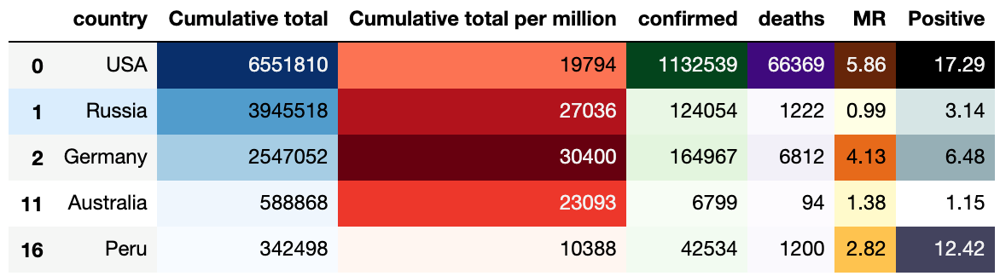 country Cumulative total Cumulative total per million confirmed deaths MR Positive
0 USA 6551810 19794 1132539 66369 5.86 17.29
1 Russia 3945518 27036 124054 1222 0.99 3.14
2 Germany 2547052 30400 164967 6812 4.13 6.48
11 Australia 588868 23093 6799 94 1.38 1.15
16 Peru 342498 10388 42534 1200 2.82 12.42